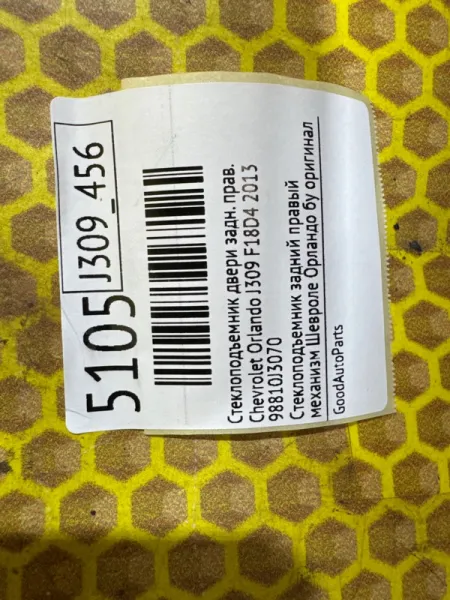 5105 J309_456
Стеклоподъемник двери задн. прав.
Chevrolet Orlando J309 F18D4 2013
98810J3070
Стеклоподъемник задний правый
механизм Шевроле Орландо бу оригинал
GoodAutoParts